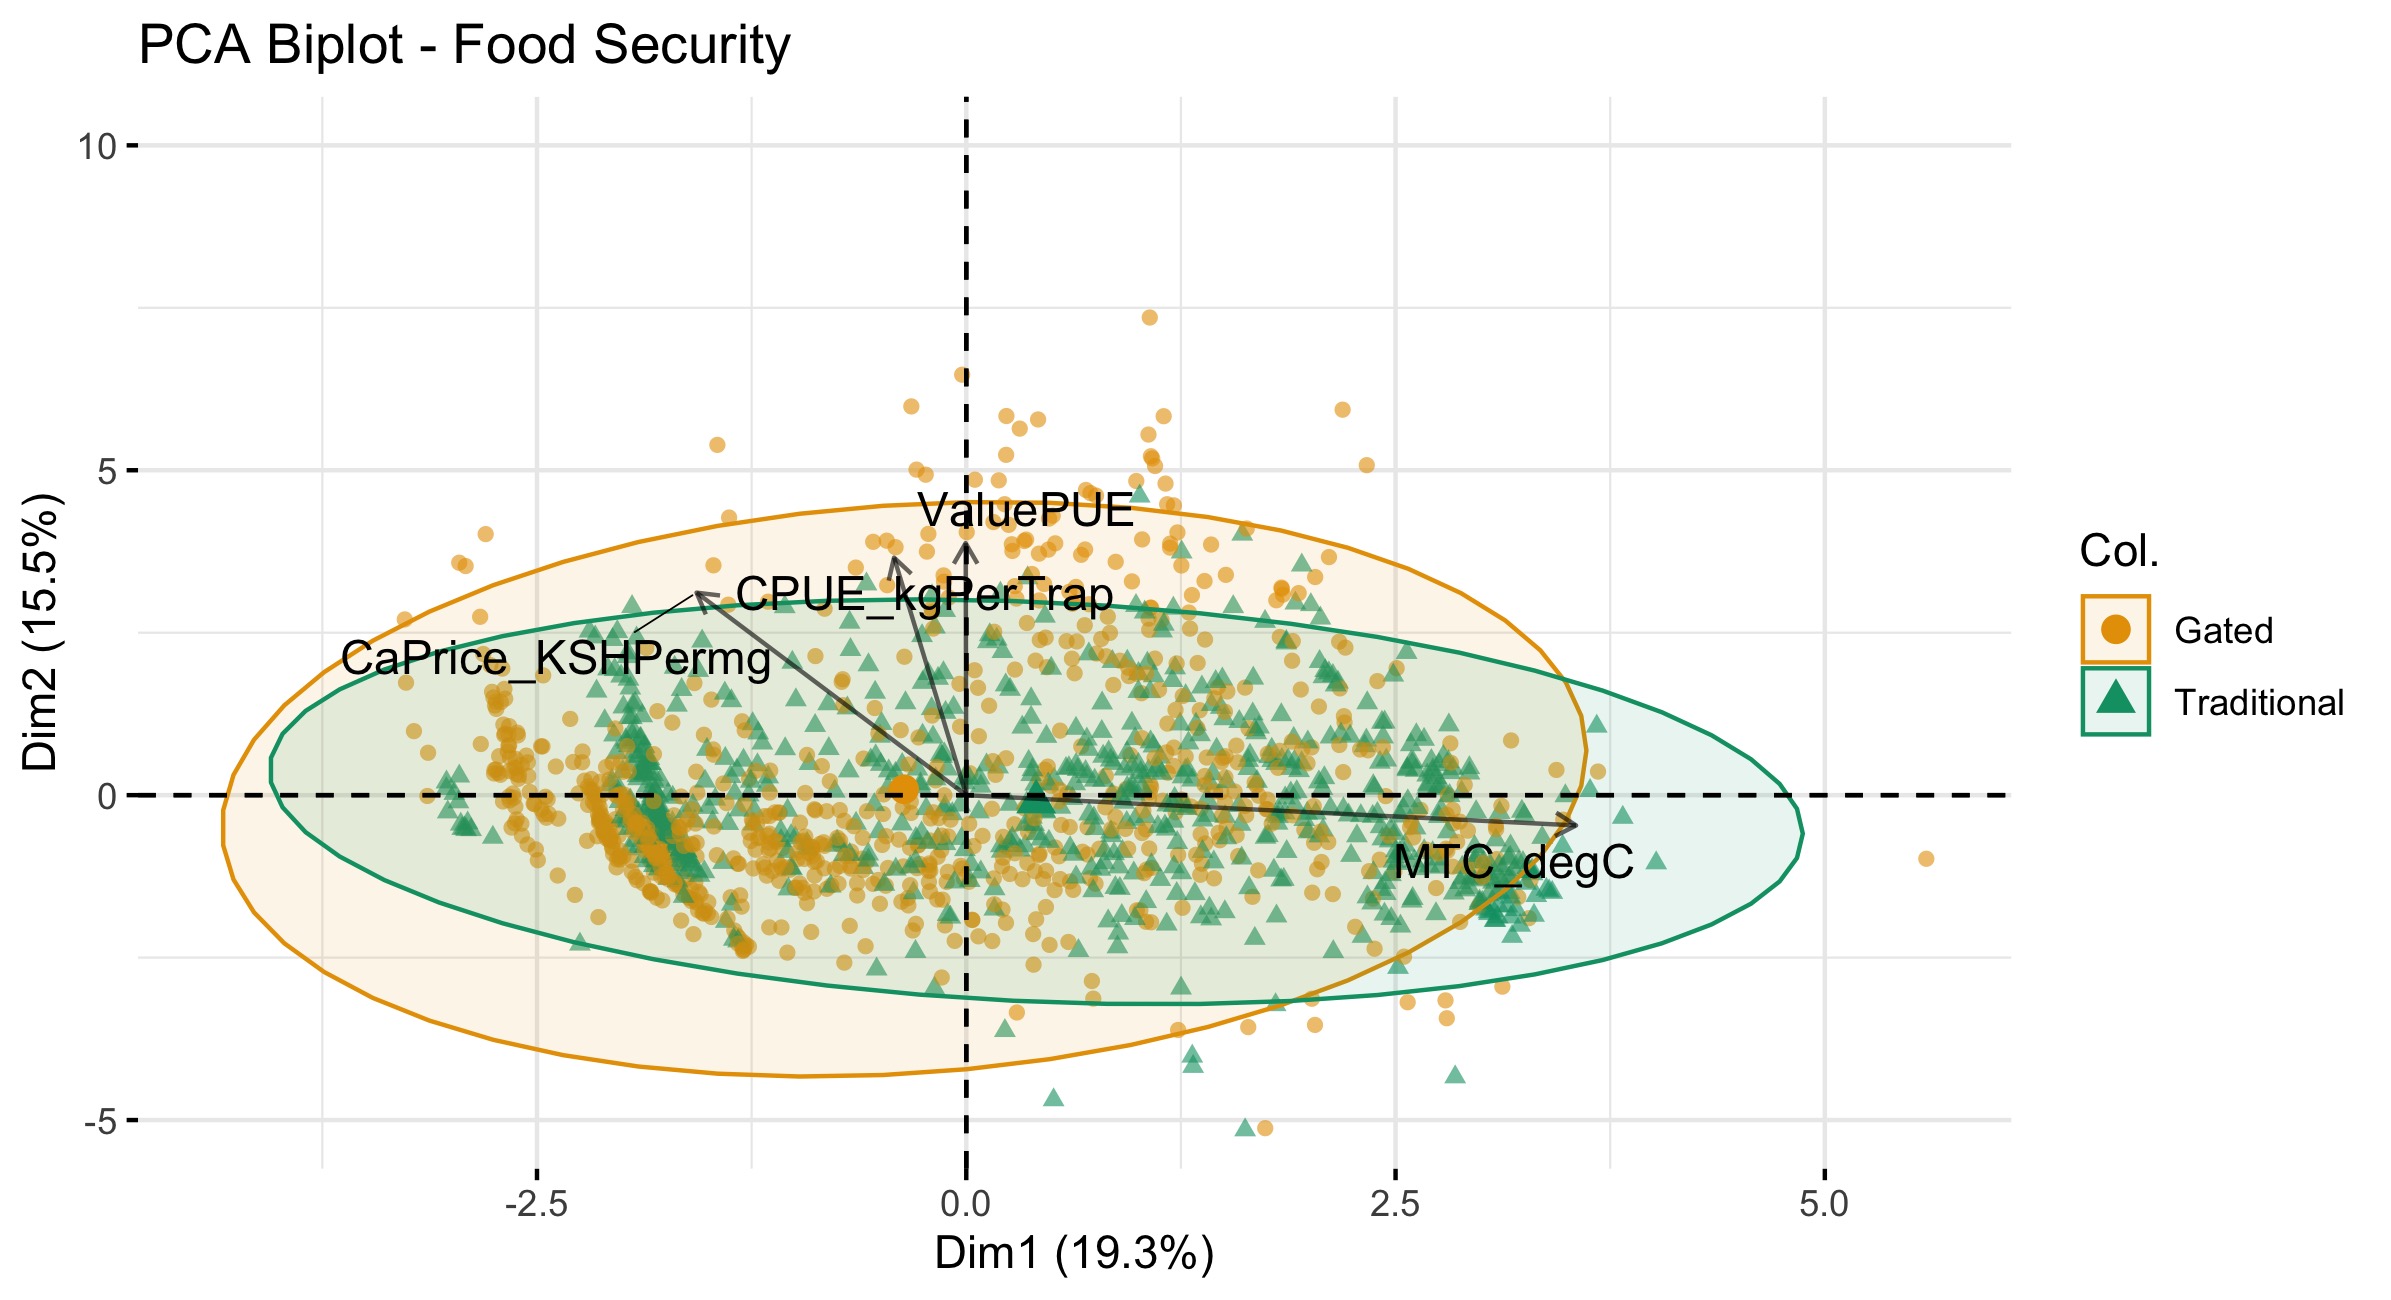 PCA Biplot - Food Security
10
5
0
-5
Dim2 (15.5%)
ValuePUE
CPUE_kgPerTrap
CaPrice_KSHPermg
MTC_degC
-2.5
0.0
2.5
5.0
Dim1 (19.3%)
Col.
Gated
Traditional